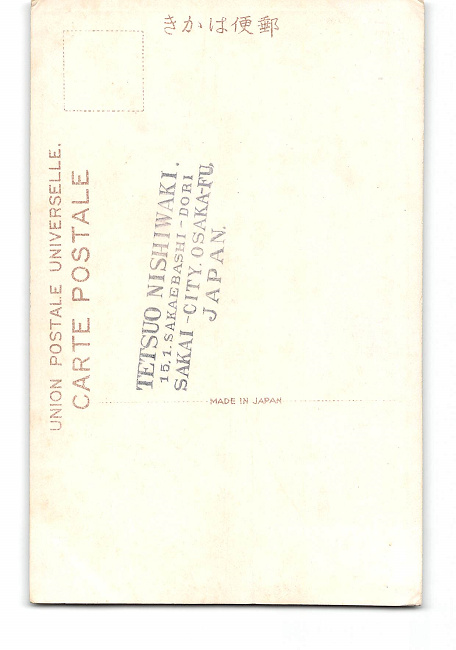 きかは便郵
UNION POSTALE UNIVERSELLE.
CARTE POSTALE
TETSUO NISHIWAKI.
15.1. SAKAEBASHI-DORI
SAKAI-CITY. OSAKA-FU,
JAPAN.
MADE IN JAPAN